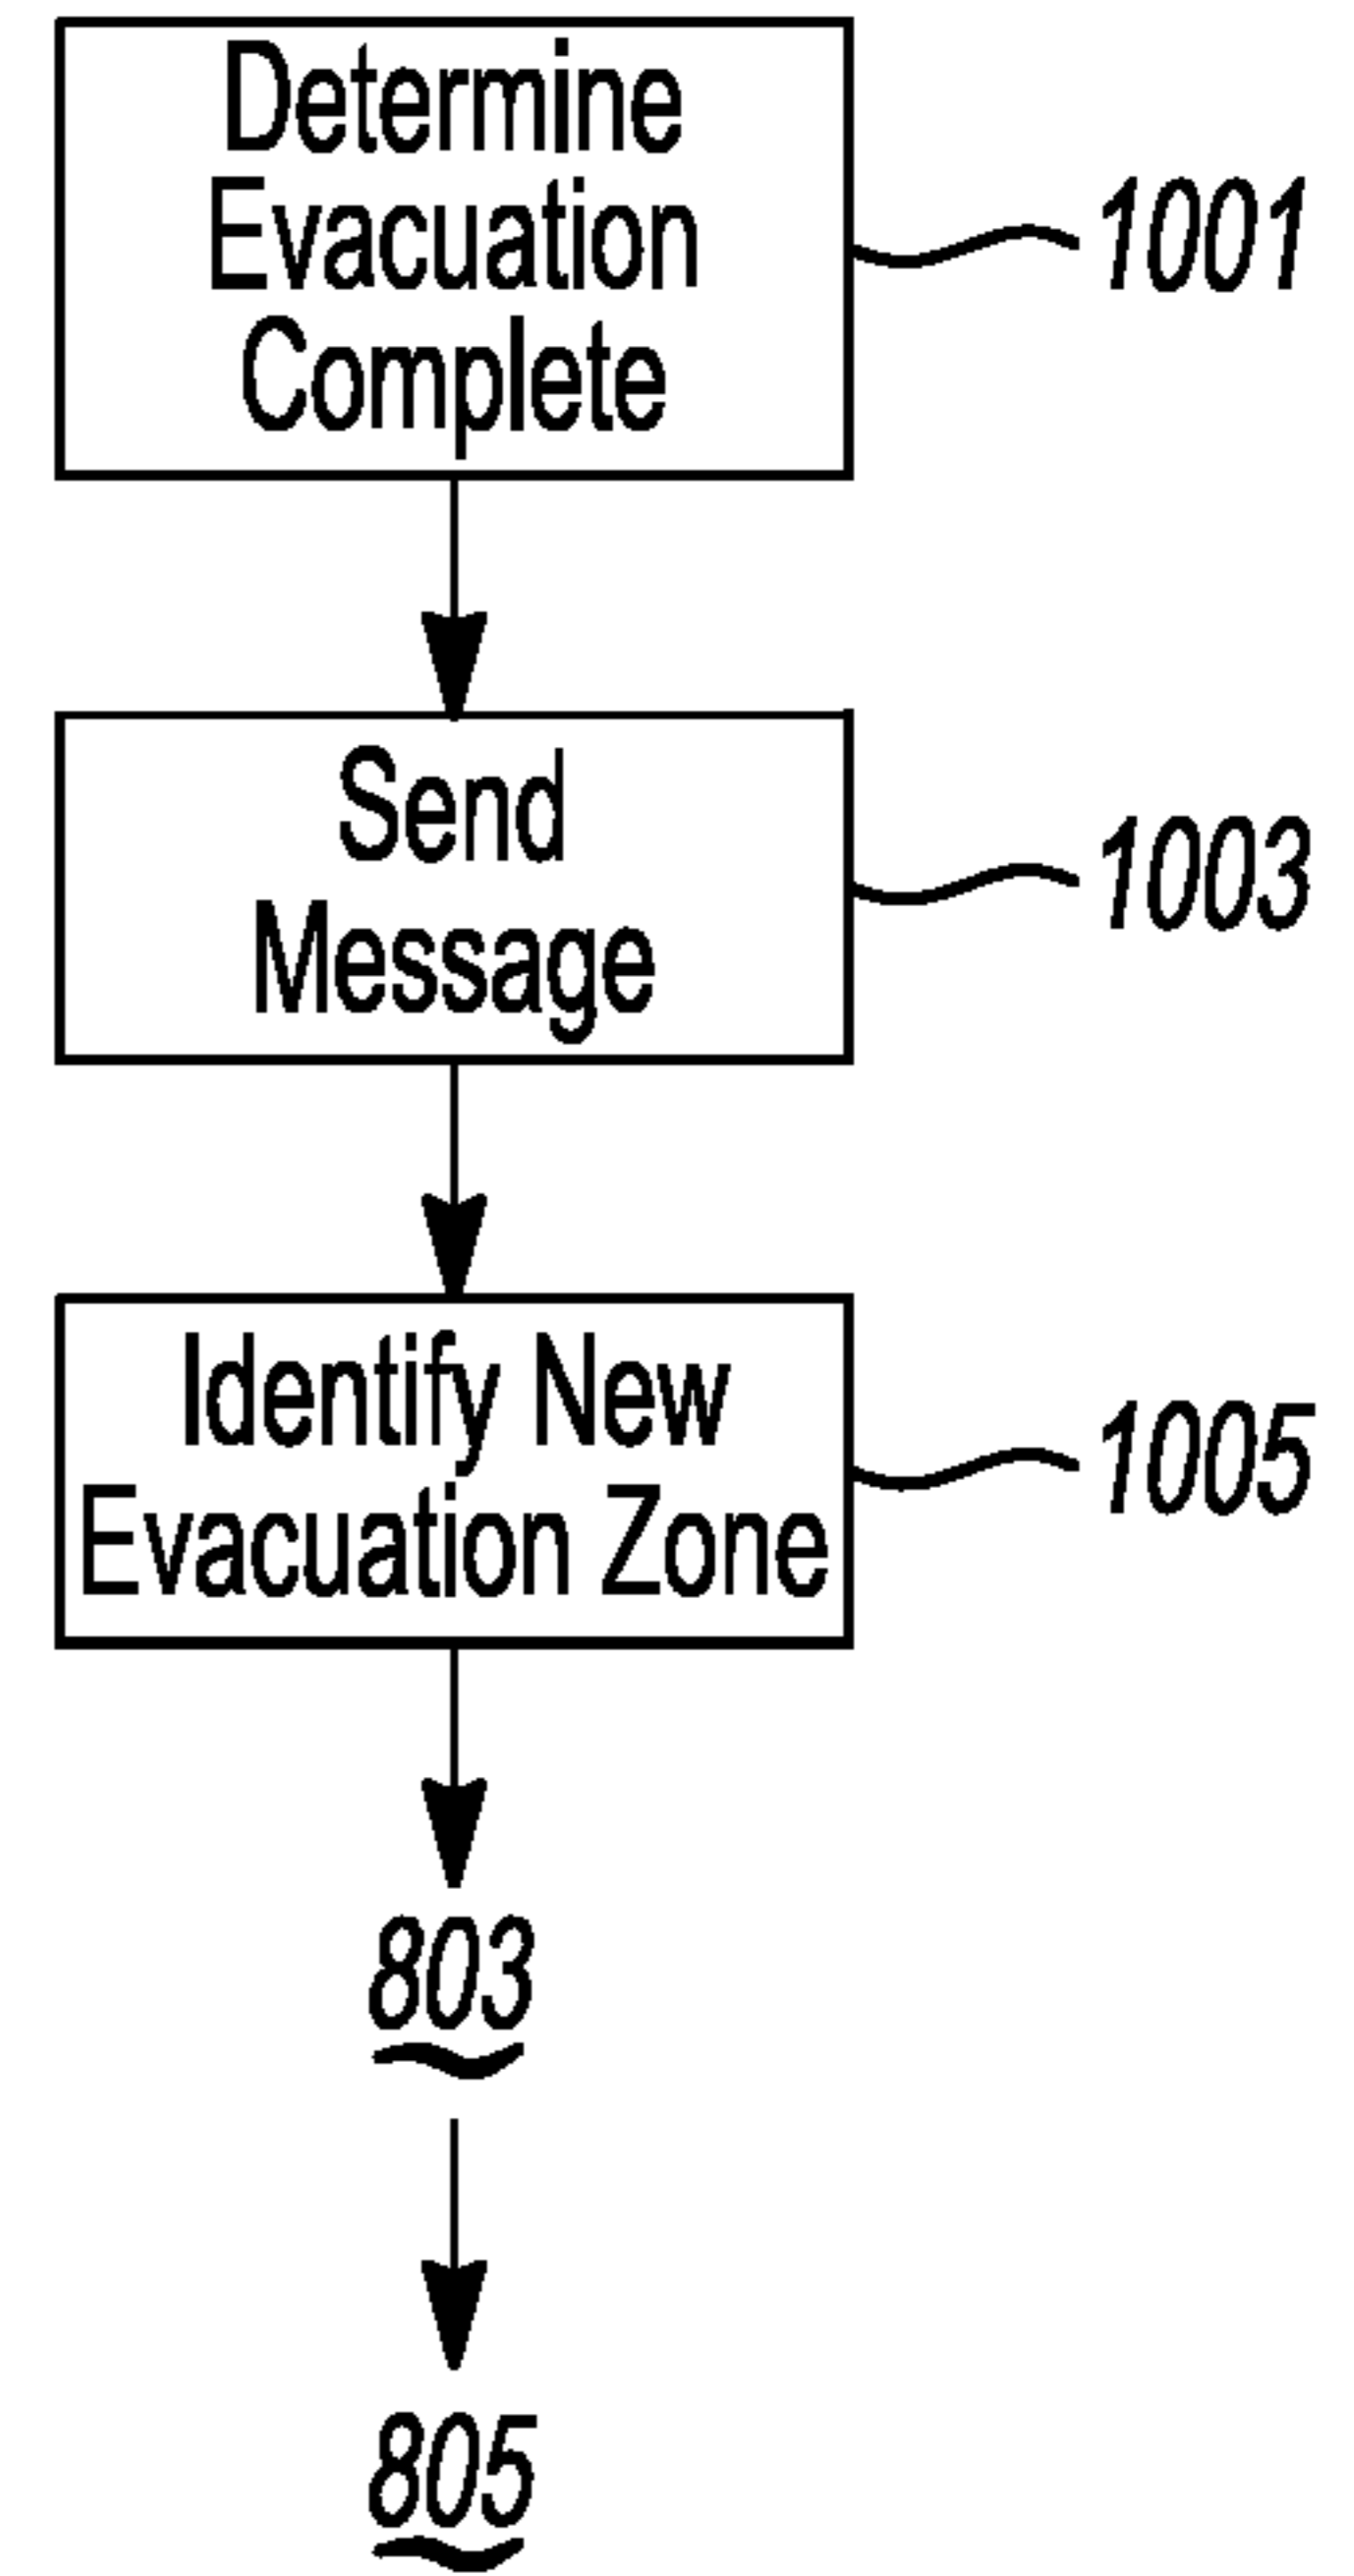 Determine
Evacuation
Complete
1001
Send
Message
1003
Identify New
Evacuation Zone
1005
803
805